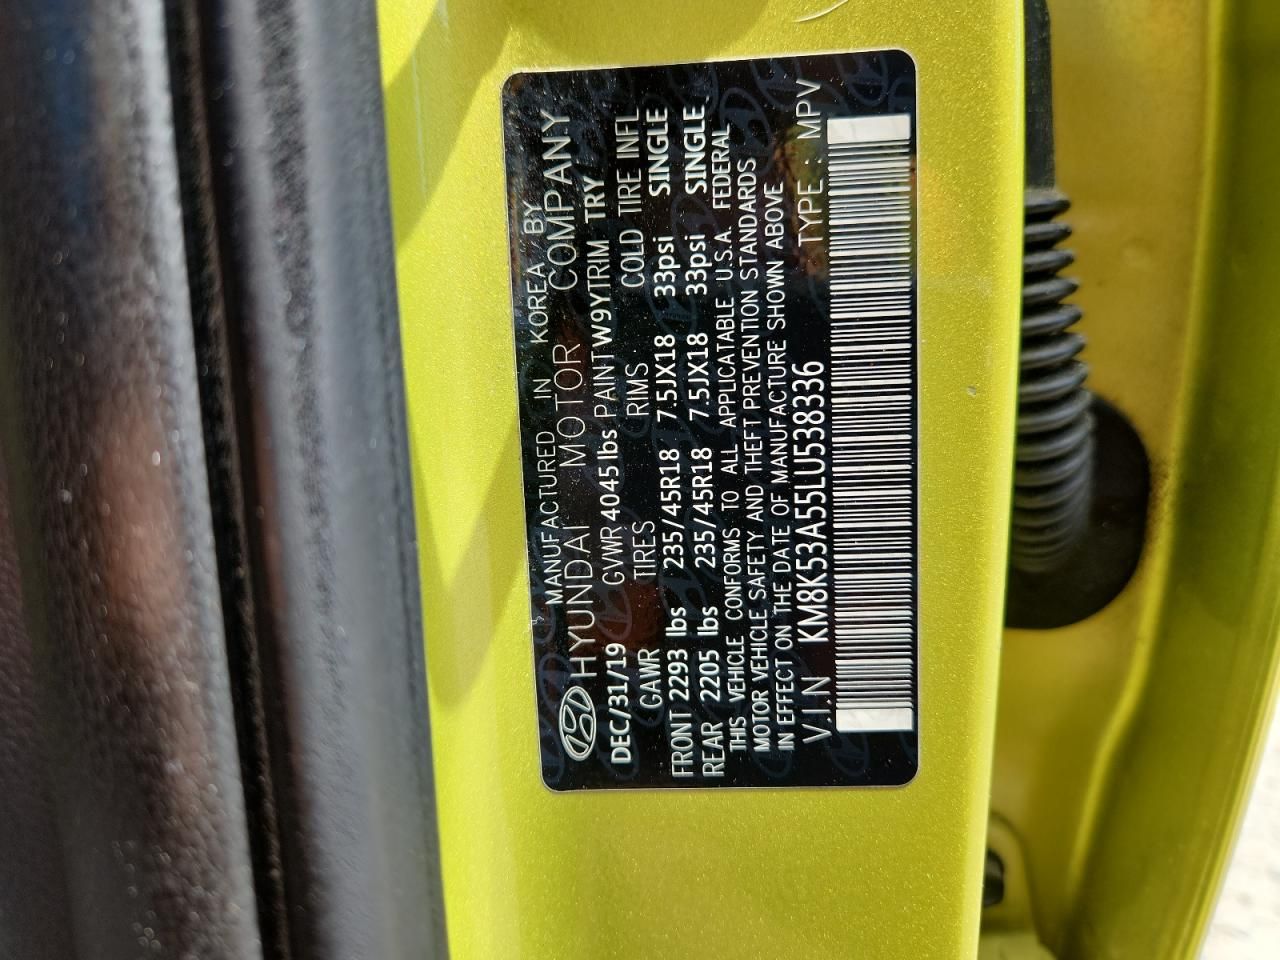 MANUFACTURED IN KOREA BY
HYUNDAI MOTOR COMPANY
DEC/31/19 GVWR 4045lbs PAINT W9Y TRIM TRY
GAWR TIRES RIMS COLD TIRE INFL
FRONT 2293 lbs 235/45R18 7.5JX18 33psi SINGLE
REAR 2205 lbs 235/45R18 7.5JX18 33psi SINGLE
THIS VEHICLE CONFORMS TO ALL APPLICATABLE U.S.A. FEDERAL
MOTOR VEHICLE SAFETY AND THEFT PREVENTION STANDARDS
IN EFFECT ON THE DATE OF MANUFACTURE SHOWN ABOVE
V.I.N KM8K53A55LU538336 TYPE : MPV